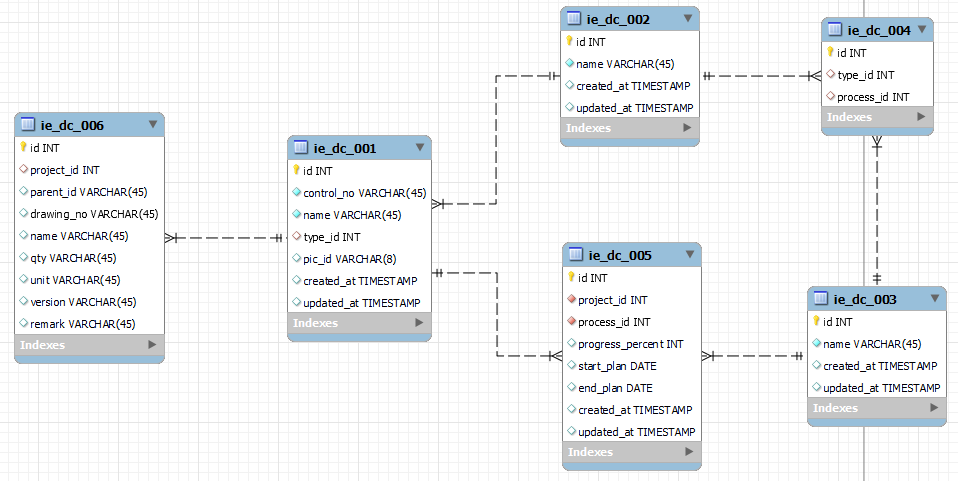 ie_dc_006
id INT
project_id INT
parent_id VARCHAR(45)
drawing_no VARCHAR(45)
name VARCHAR(45)
qty VARCHAR(45)
unit VARCHAR(45)
version VARCHAR(45)
remark VARCHAR(45)
Indexes
ie_dc_001
id INT
control_no VARCHAR(45)
name VARCHAR(45)
type_id INT
pic_id VARCHAR(8)
created_at TIMESTAMP
updated_at TIMESTAMP
Indexes
ie_dc_002
id INT
name VARCHAR(45)
created_at TIMESTAMP
updated_at TIMESTAMP
Indexes
ie_dc_004
id INT
type_id INT
process_id INT
Indexes
ie_dc_005
id INT
project_id INT
process_id INT
progress_percent INT
start_plan DATE
end_plan DATE
created_at TIMESTAMP
updated_at TIMESTAMP
Indexes
ie_dc_003
id INT
name VARCHAR(45)
created_at TIMESTAMP
updated_at TIMESTAMP
Indexes